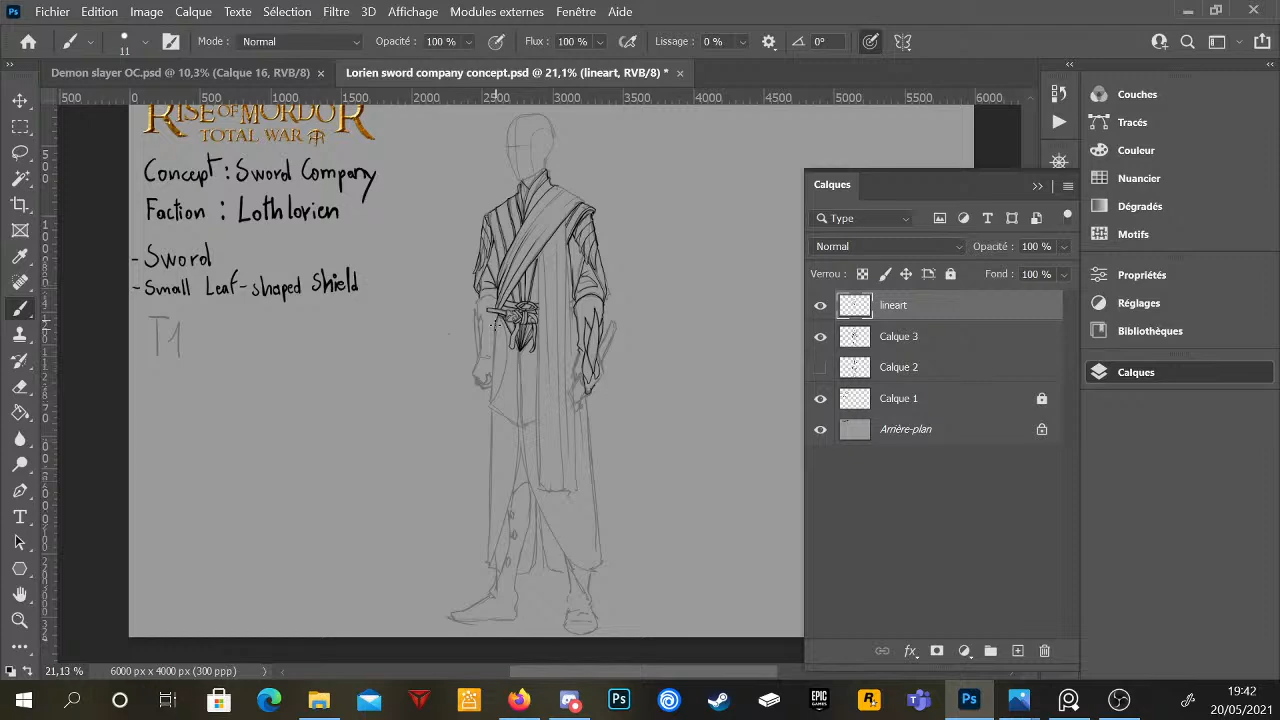 Fichier Edition Image Calque Texte Sélection Filtre 3D Affichage Modules externes Fenêtre Aide
11 Mode : Normal Opacité : 100 % Flux : 100 % Lissage : 0 % 0°
Demon slayer OC.psd @ 10,3% (Calque 16, RVB/8) × Lorien sword company concept.psd @ 21,1% (lineart, RVB/8) * ×
500 0 500 1000 1500 2000 2500 3000 3500 4000 4500 5000 5500 6000
RISE OF MORDOR
TOTAL WAR
Concept : Sword Company
Faction : Lothlorien
- Sword
- Small Leaf-shaped Shield
T1
Calques
Type
Normal Opacité : 100 %
Verrou : Fond : 100 %
lineart
Calque 3
Calque 2
Calque 1
Arrière-plan
Couches
Tracés
Couleur
Nuancier
Dégradés
Motifs
Propriétés
Réglages
Bibliothèques
Calques
21,13 % 6000 px x 4000 px (300 ppp)
19:42
20/05/2021